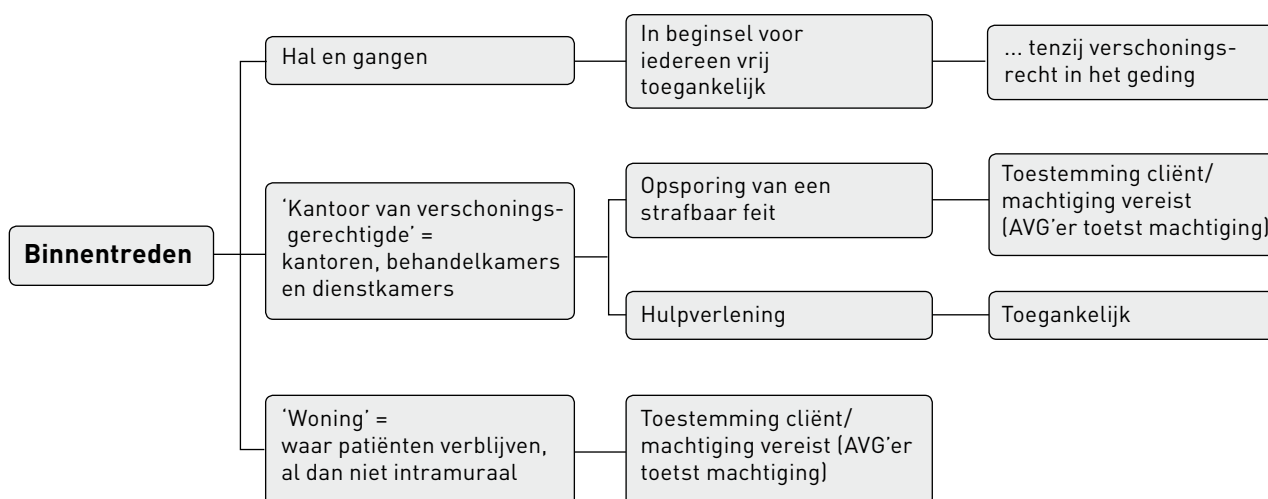 Binnentreden
Hal en gangen
In beginsel voor
iedereen vrij
toegankelijk
... tenzij verschonings-
recht in het geding
‘Kantoor van verschonings-
gerechtigde’ =
kantoren, behandelkamers
en dienstkamers
Opsporing van een
strafbaar feit
Toestemming cliënt/
machtiging vereist
(AVG’er toetst machtiging)
Hulpverlening
Toegankelijk
‘Woning’ =
waar patiënten verblijven,
al dan niet intramuraal
Toestemming cliënt/
machtiging vereist (AVG’er
toetst machtiging)